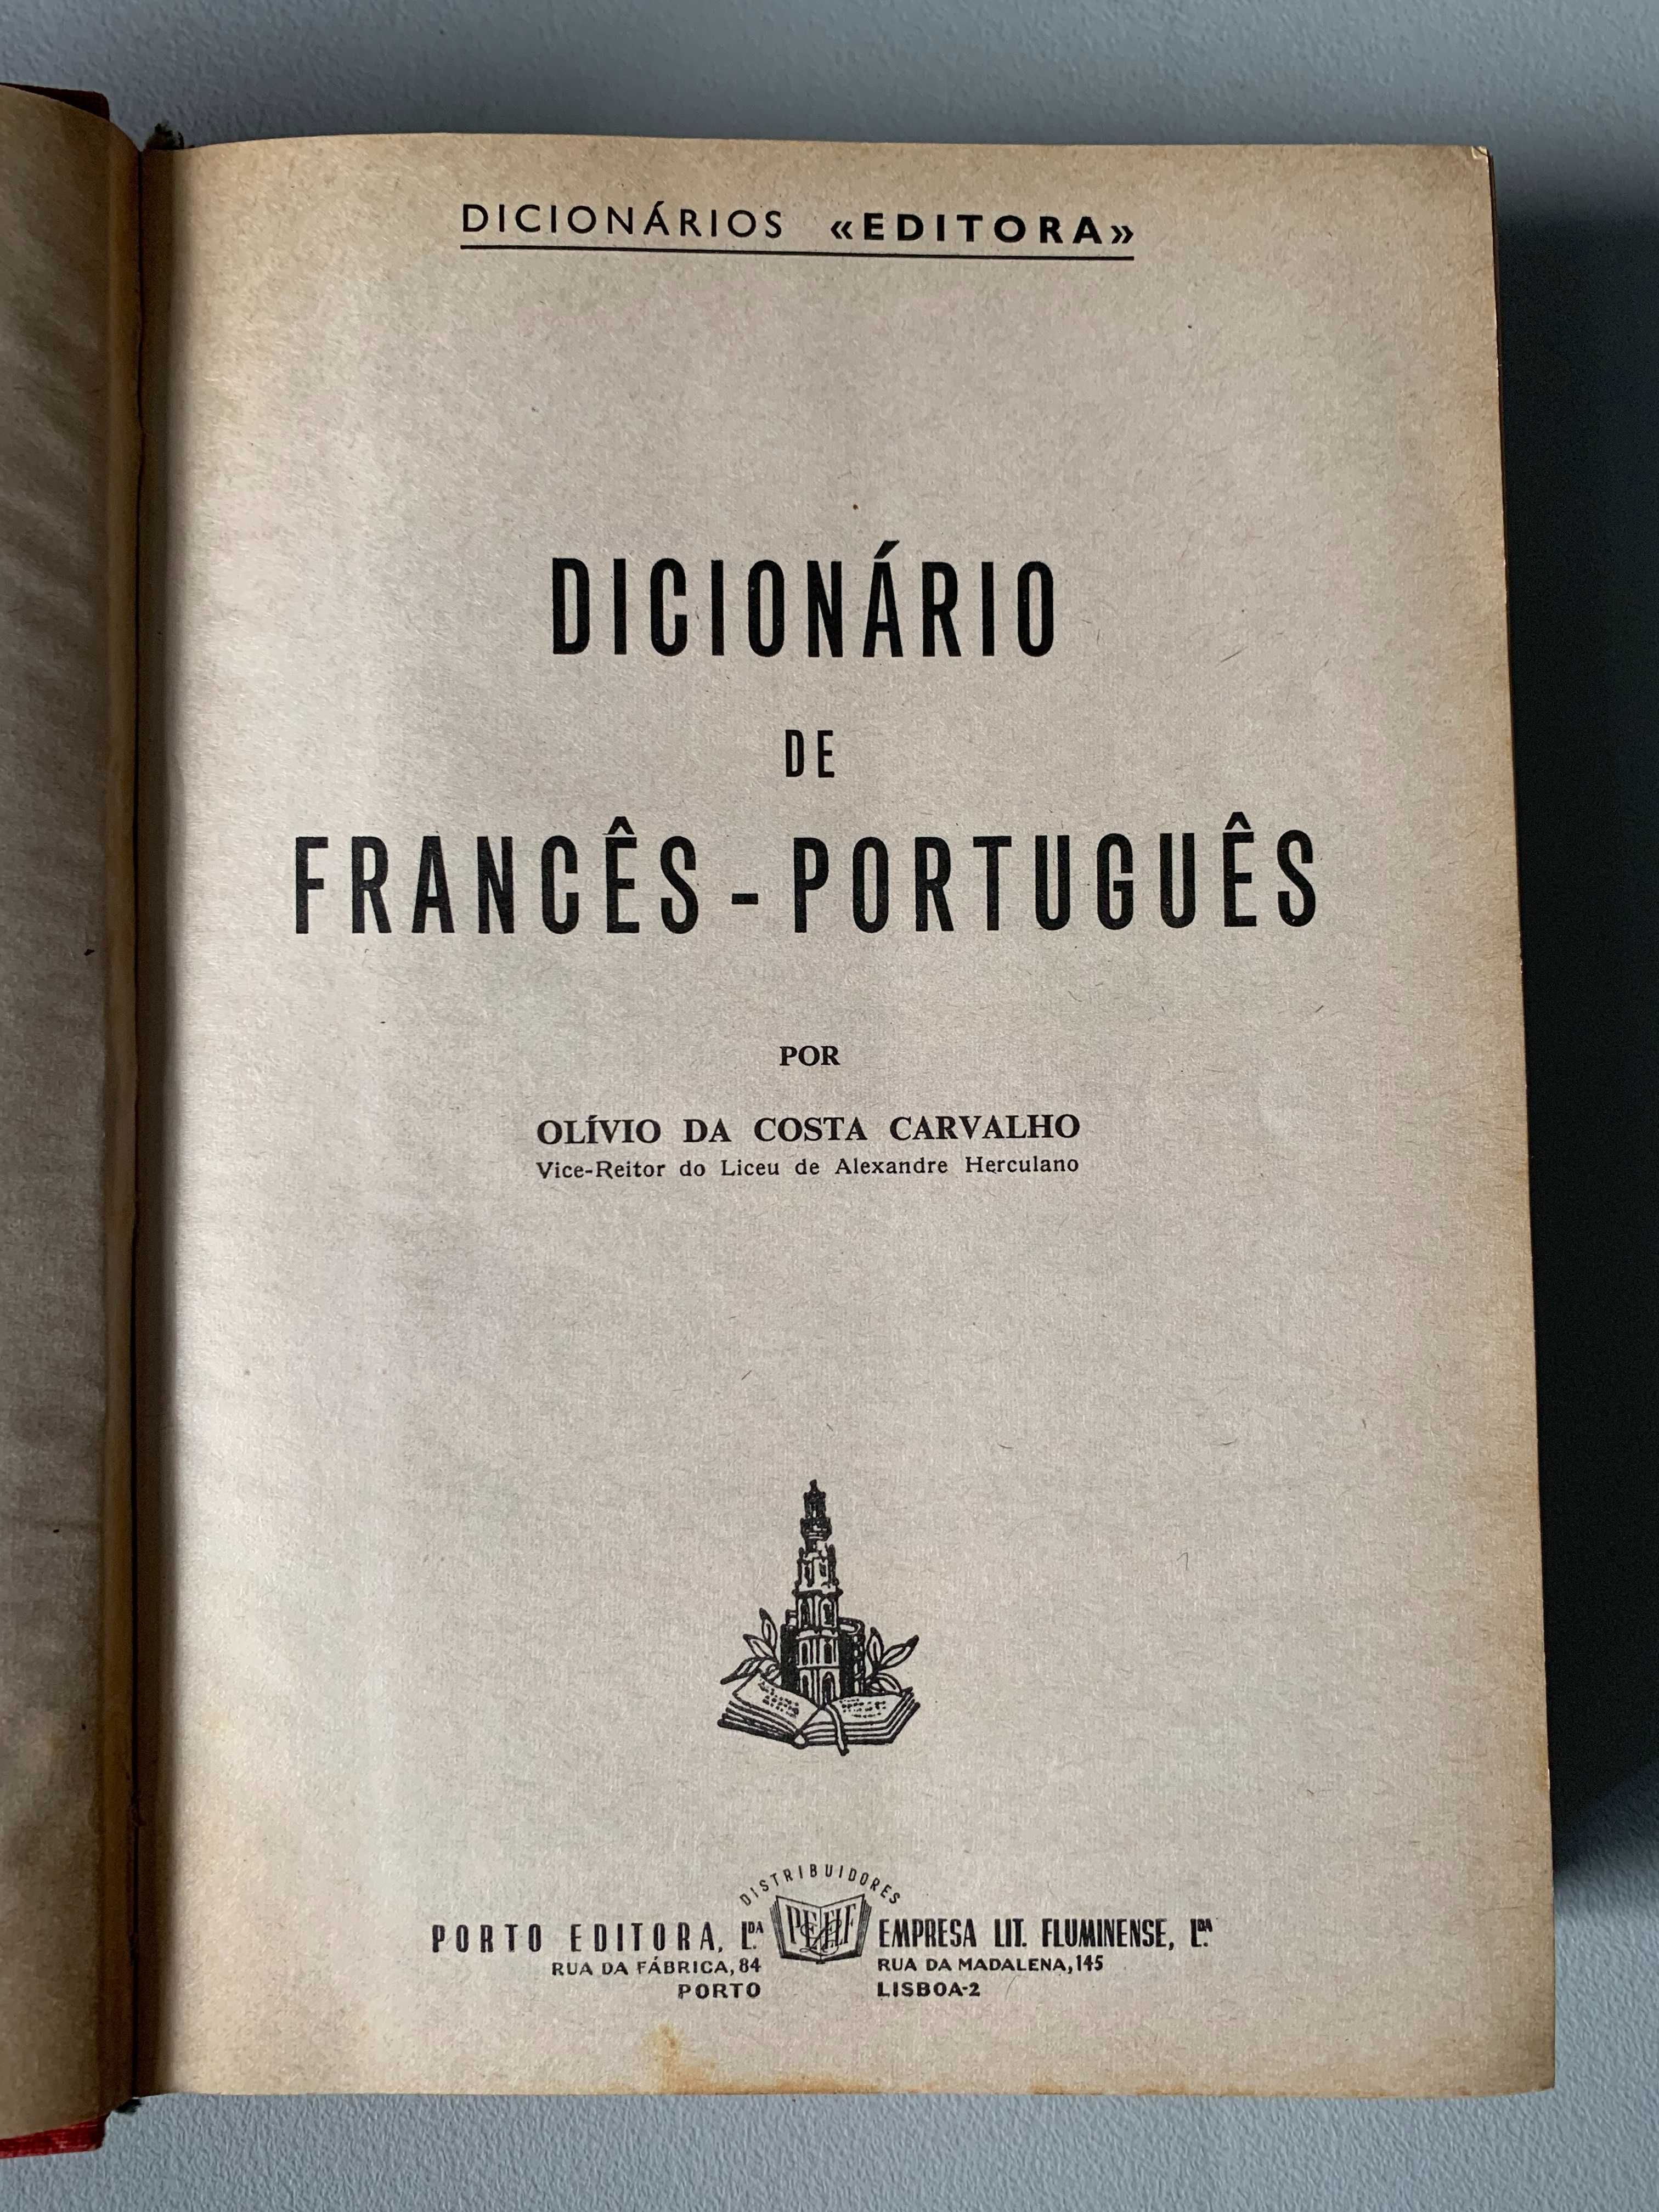 DICIONÁRIOS «EDITORA»
DICIONÁRIO
DE
FRANCÊS - PORTUGUÊS
POR
OLÍVIO DA COSTA CARVALHO
Vice-Reitor do Liceu de Alexandre Herculano
DISTRIBUIDORES
PORTO EDITORA, L.DA
RUA DA FÁBRICA, 84
PORTO
EMPRESA LIT. FLUMINENSE, L.DA
RUA DA MADALENA, 145
LISBOA-2